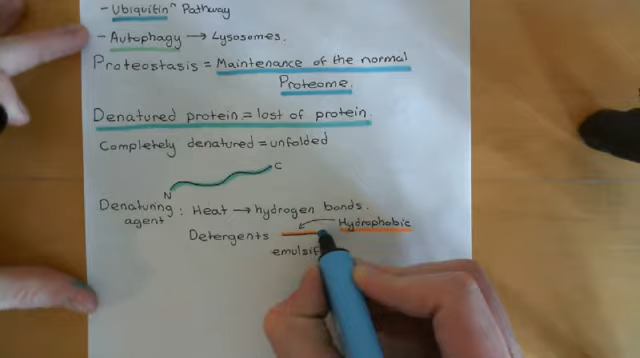 - Ubiquitin" Pathway
- Autophagy → Lysosomes.
Proteostasis = Maintenance of the normal
Proteome.
Denatured protein = lost of protein.
Completely denatured = unfolded
N C
Denaturing agent : Heat → hydrogen bonds.
Hydrophobic
Detergents